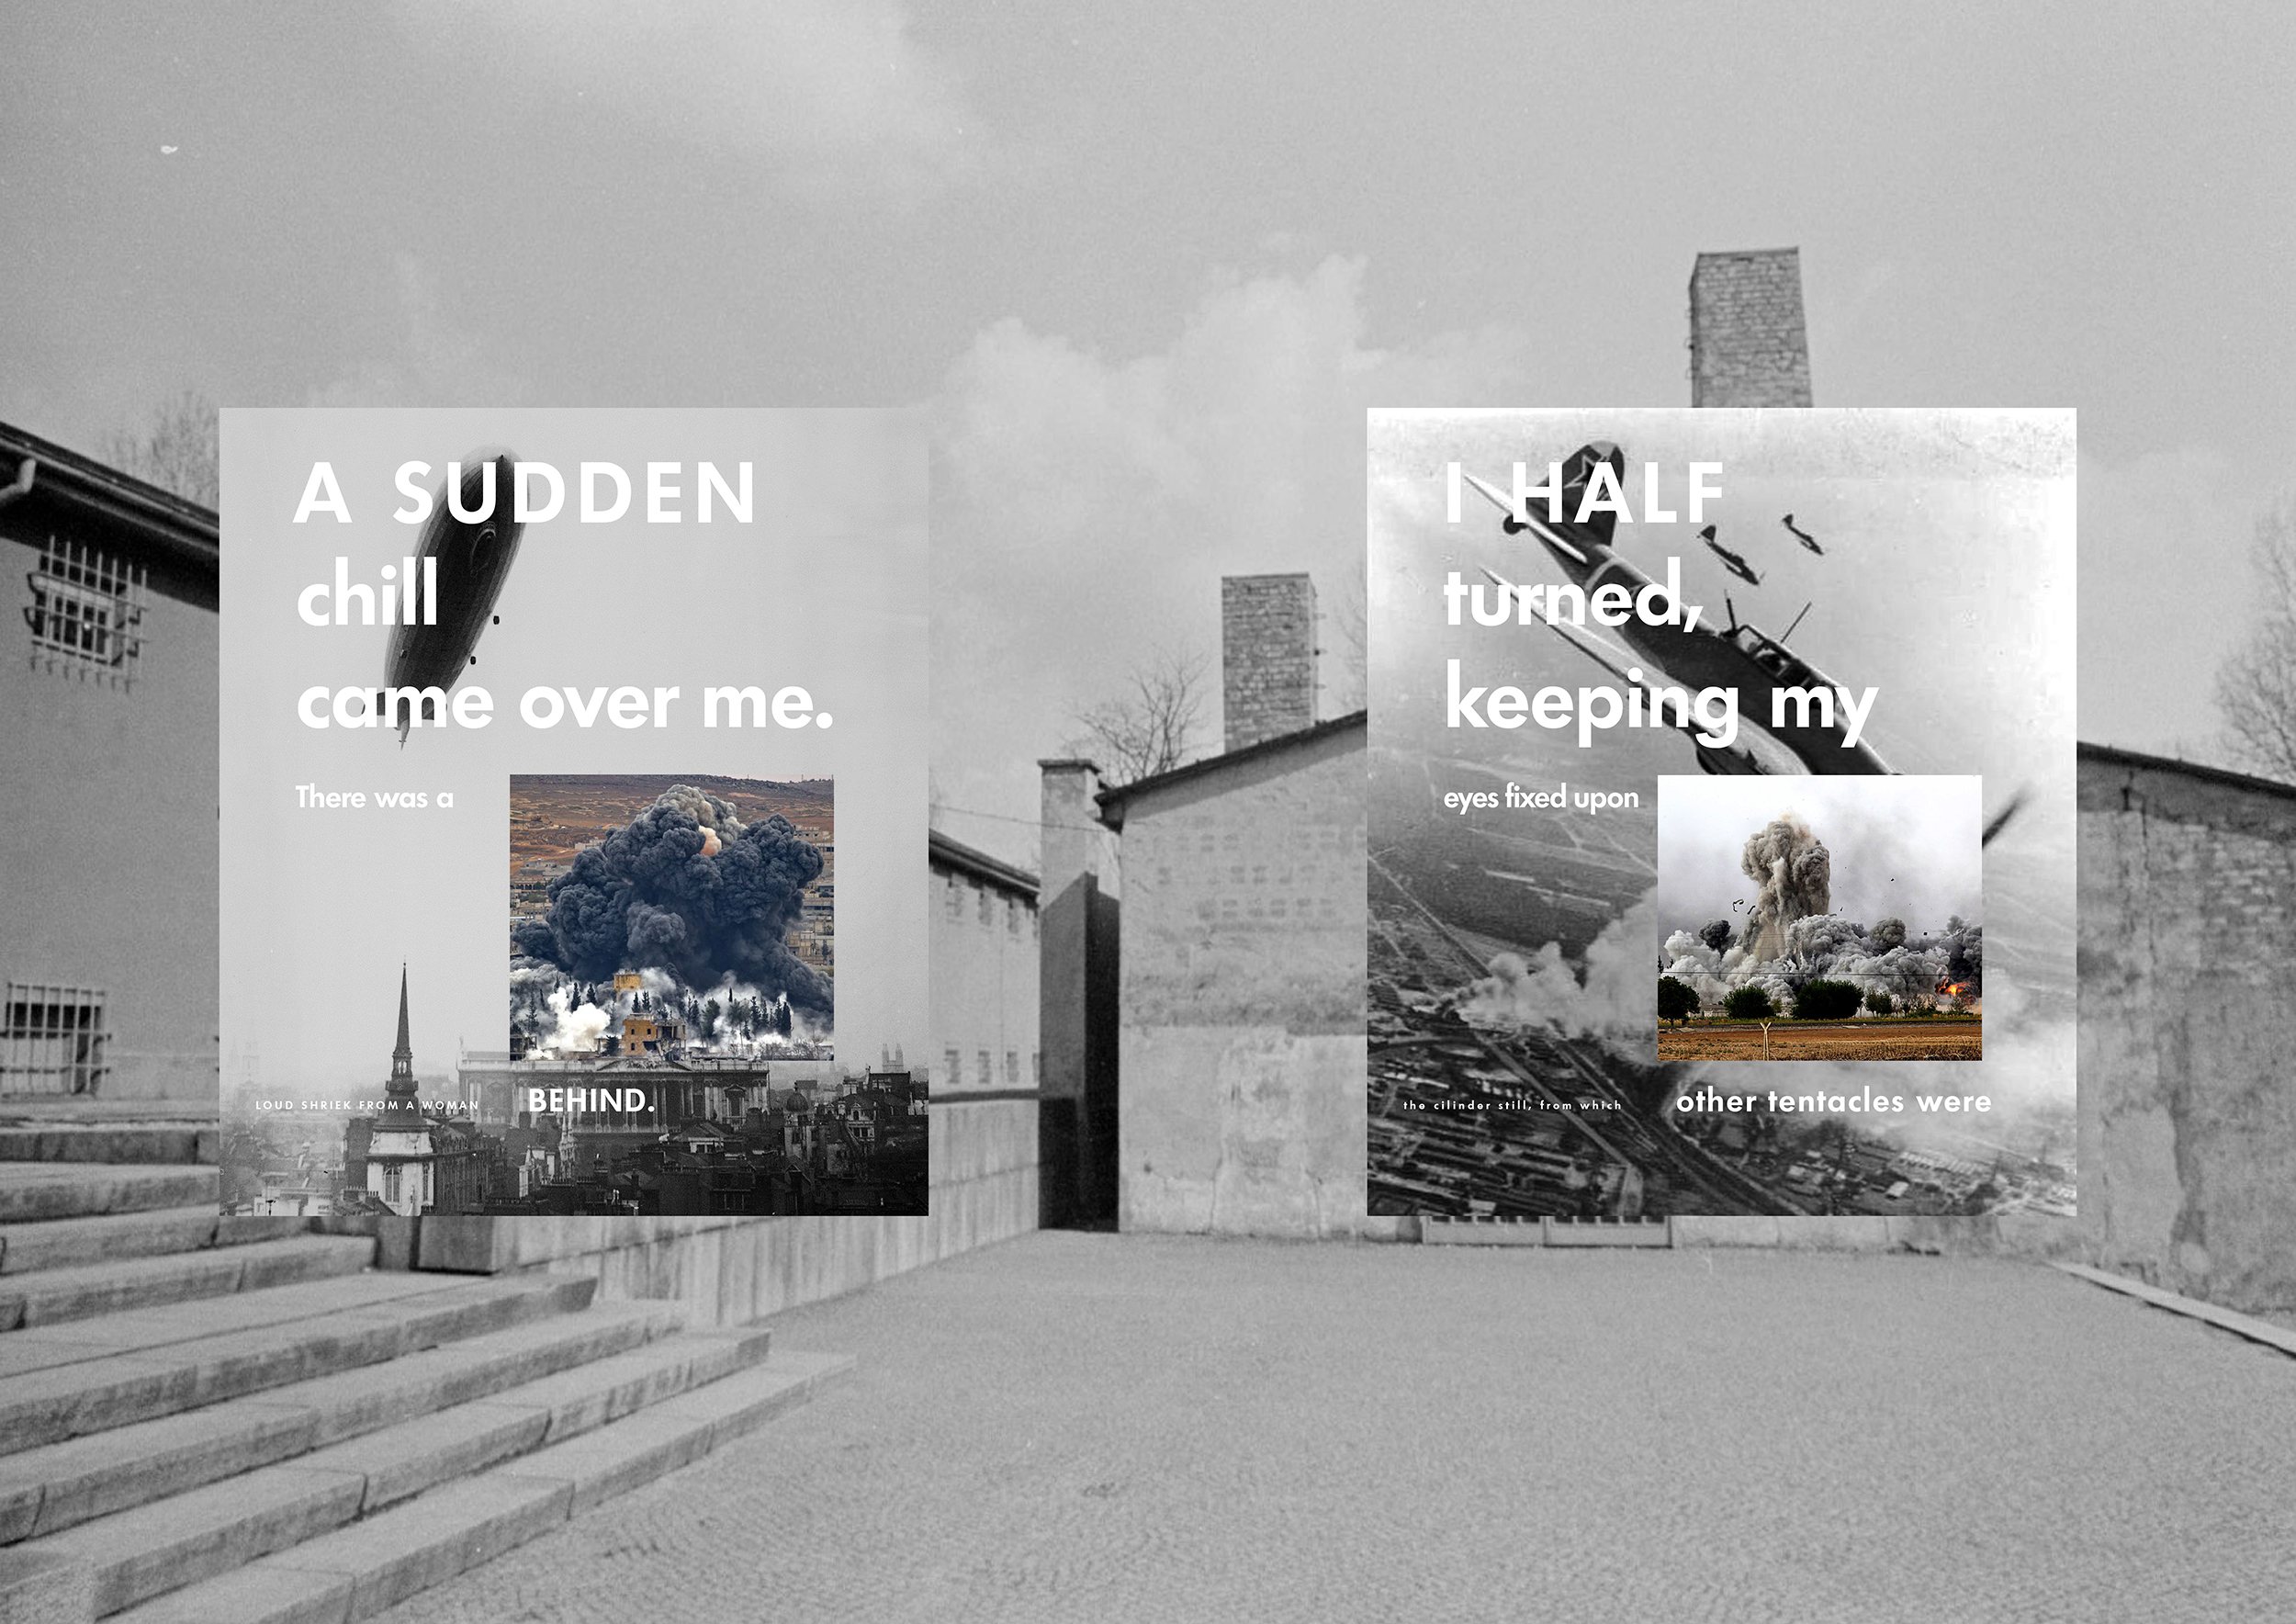 A SUDDEN
chill
came over me.
There was a
LOUD SHRIEK FROM A WOMAN BEHIND.
I HALF
turned,
keeping my
eyes fixed upon
the cilinder still, from which other tentacles were